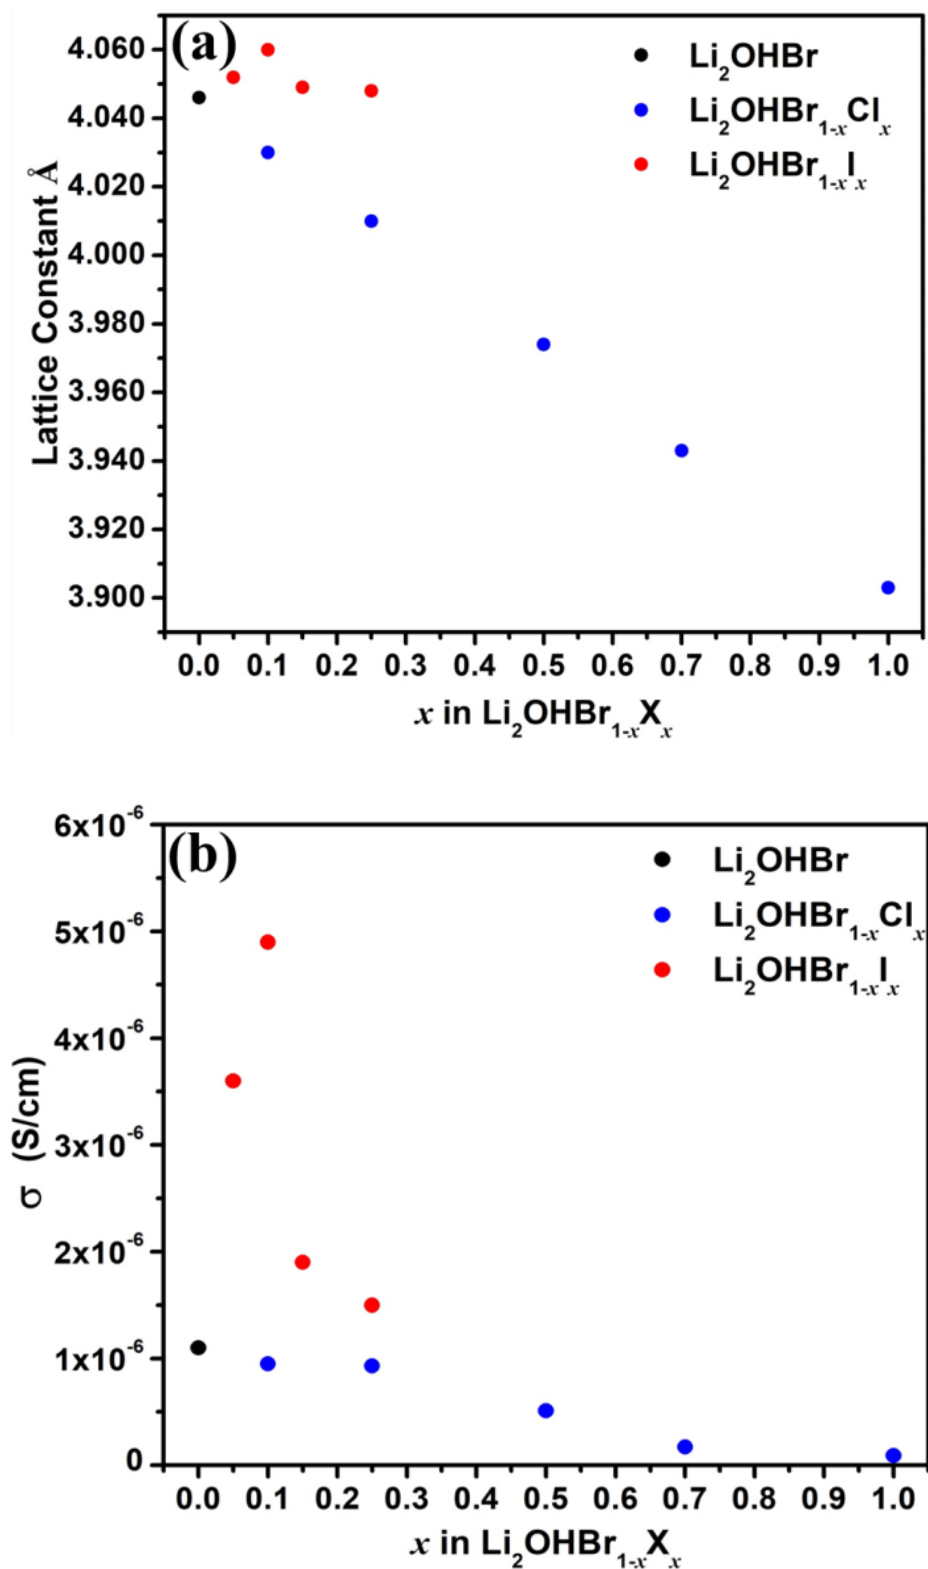 (a)
Li₂OHBr
Li₂OHBr₁₋ₓClₓ
Li₂OHBr₁₋ₓIₓ
Lattice Constant Å
4.060
4.040
4.020
4.000
3.980
3.960
3.940
3.920
3.900
0.0 0.1 0.2 0.3 0.4 0.5 0.6 0.7 0.8 0.9 1.0
x in Li₂OHBr₁₋ₓXₓ
(b)
Li₂OHBr
Li₂OHBr₁₋ₓClₓ
Li₂OHBr₁₋ₓIₓ
σ (S/cm)
6x10⁻⁶
5x10⁻⁶
4x10⁻⁶
3x10⁻⁶
2x10⁻⁶
1x10⁻⁶
0
0.0 0.1 0.2 0.3 0.4 0.5 0.6 0.7 0.8 0.9 1.0
x in Li₂OHBr₁₋ₓXₓ